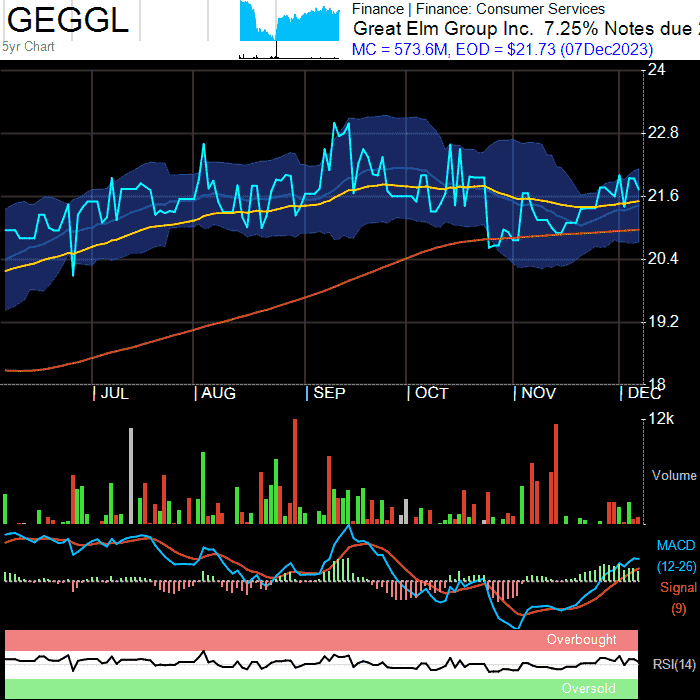 GEGGL
5yr Chart
Finance | Finance: Consumer Services
Great Elm Group Inc. 7.25% Notes due
MC = 573.6M, EOD = $21.73 (07Dec2023)
24
22.8
21.6
20.4
19.2
18
JUL
AUG
SEP
OCT
NOV
DEC
12k
Volume
MACD
(12-26)
Signal
(9)
Overbought
RSI(14)
Oversold